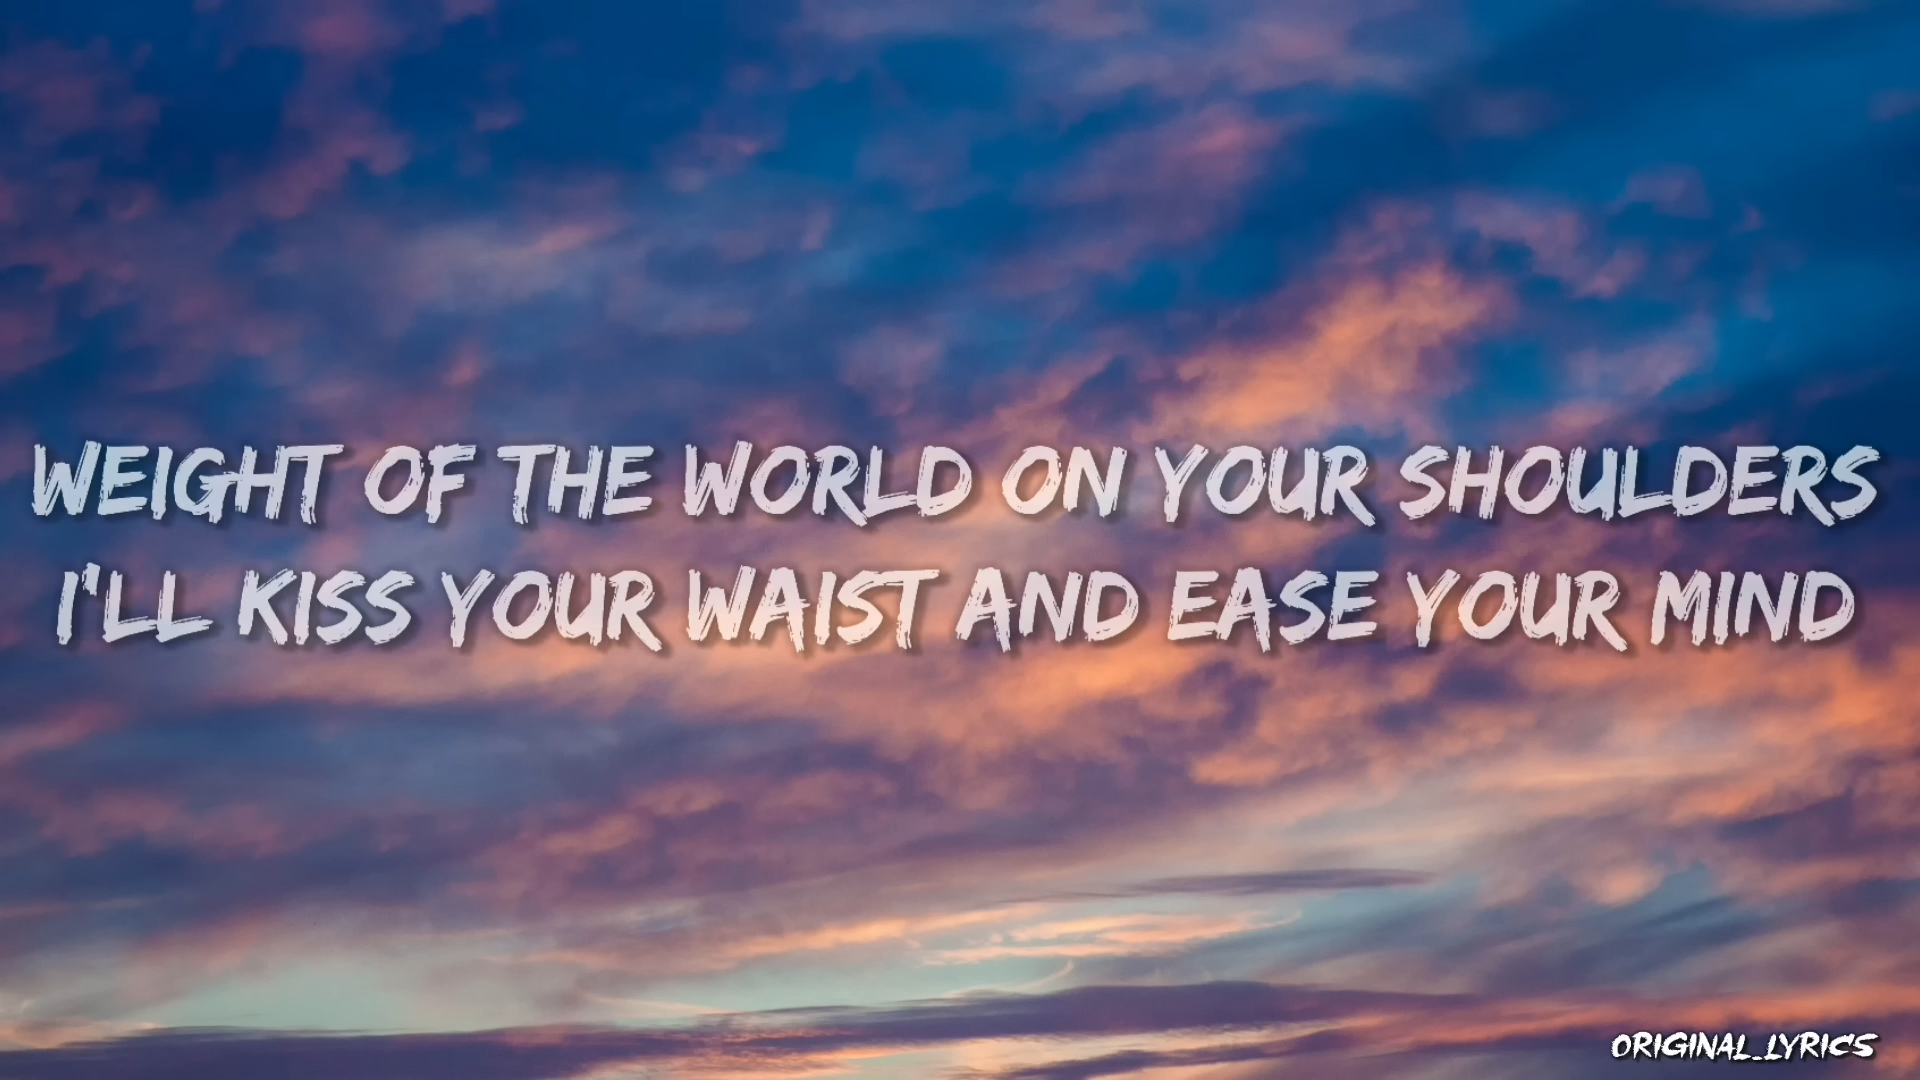 WEIGHT OF THE WORLD ON YOUR SHOULDERS
I'LL KISS YOUR WAIST AND EASE YOUR MIND
ORIGINAL_LYRICS